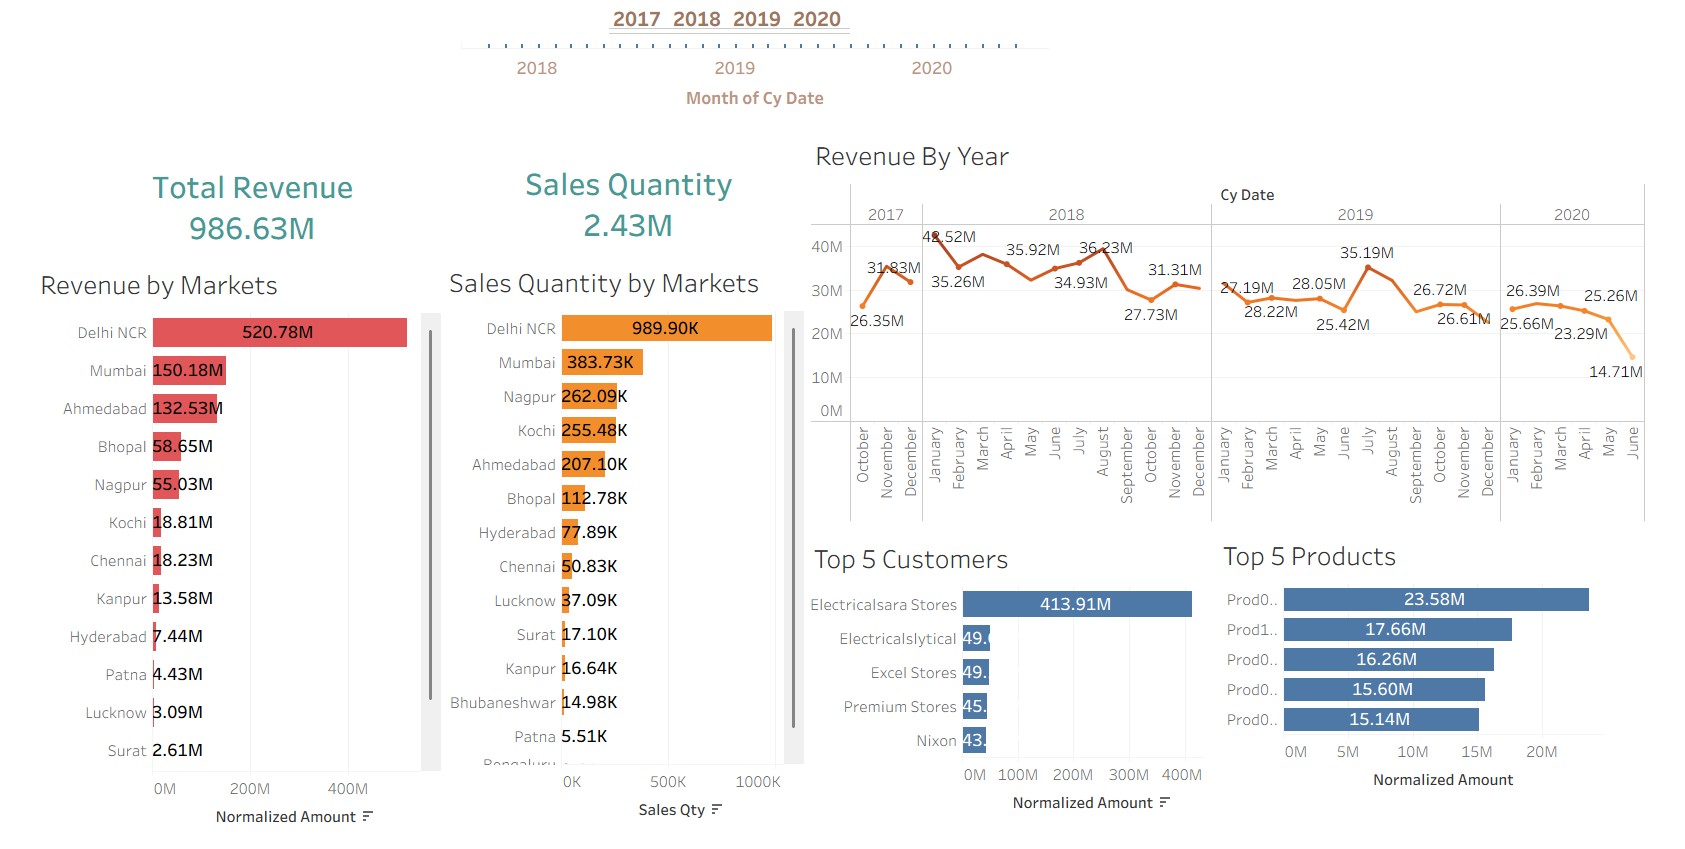 2017 2018 2019 2020
2018 2019 2020
Month of Cy Date
Total Revenue
986.63M
Revenue by Markets
Delhi NCR 520.78M
Mumbai 150.18M
Ahmedabad 132.53M
Bhopal 58.65M
Nagpur 55.03M
Kochi 18.81M
Chennai 18.23M
Kanpur 13.58M
Hyderabad 7.44M
Patna 4.43M
Lucknow 3.09M
Surat 2.61M
0M 200M 400M
Normalized Amount
Sales Quantity
2.43M
Sales Quantity by Markets
Delhi NCR 989.90K
Mumbai 383.73K
Nagpur 262.09K
Kochi 255.48K
Ahmedabad 207.10K
Bhopal 112.78K
Hyderabad 77.89K
Chennai 50.83K
Lucknow 37.09K
Surat 17.10K
Kanpur 16.64K
Bhubaneshwar 14.98K
Patna 5.51K
Bengaluru
0K 500K 1000K
Sales Qty
Revenue By Year
Cy Date
2017 2018 2019 2020
40M
30M
20M
10M
0M
26.35M 31.83M 42.52M 35.26M 35.92M 34.93M 36.23M 27.73M 31.31M 27.19M 28.22M 28.05M 25.42M 35.19M 26.72M 26.61M 25.66M 26.39M 23.29M 25.26M 14.71M
October November December January February March April May June July August September October November December January February March April May June July August September October November December January February March April May June
Top 5 Customers
Electricalsara Stores 413.91M
Electricalslytical 49.
Excel Stores 49.
Premium Stores 45.
Nixon 43.
0M 100M 200M 300M 400M
Normalized Amount
Top 5 Products
Prod0.. 23.58M
Prod1.. 17.66M
Prod0.. 16.26M
Prod0.. 15.60M
Prod0.. 15.14M
0M 5M 10M 15M 20M
Normalized Amount